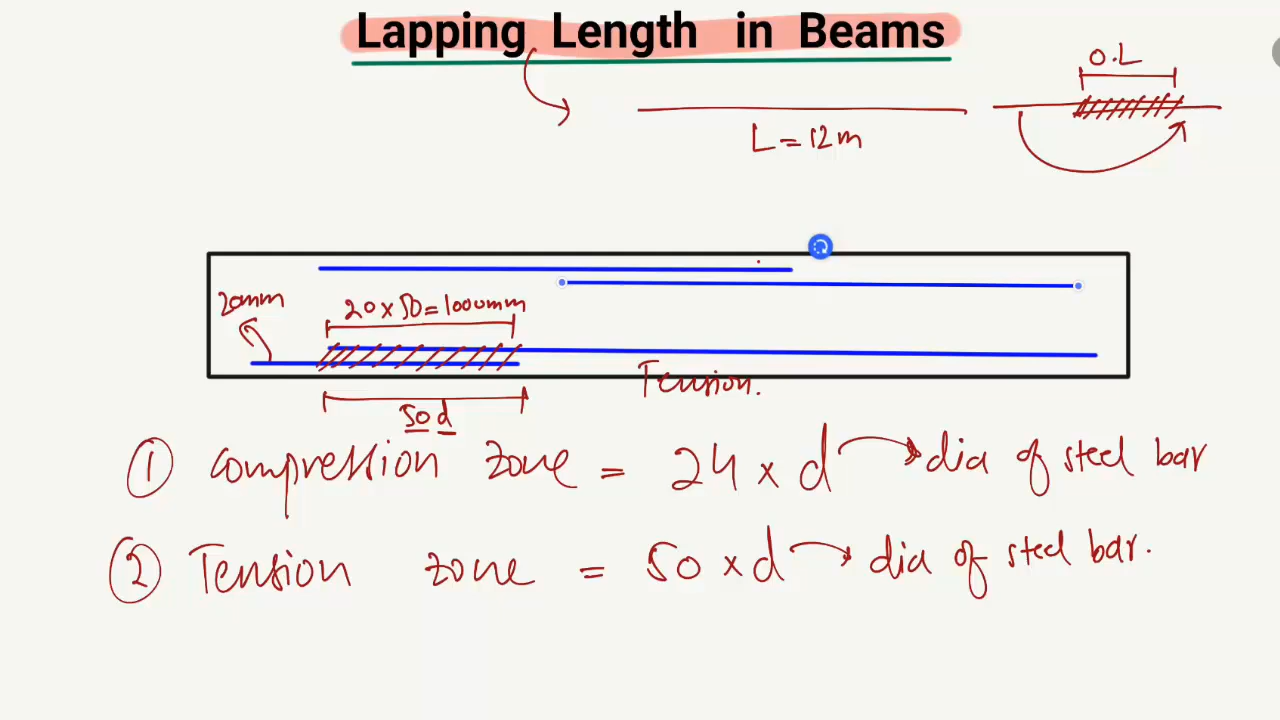 Lapping Length in Beams
O.L
L = 12m
20mm
20 x 50 = 1000mm
Tension.
50 d
① compression zone = 24 x d dia of steel bar
② Tension zone = 50 x d dia of steel bar.